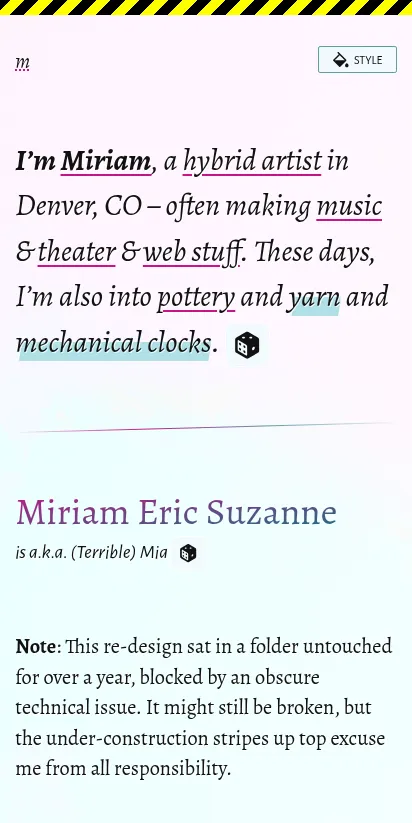 m
STYLE
I’m Miriam, a hybrid artist in
Denver, CO – often making music
& theater & web stuff. These days,
I’m also into pottery and yarn and
mechanical clocks.
Miriam Eric Suzanne
is a.k.a. (Terrible) Mia
Note: This re-design sat in a folder untouched
for over a year, blocked by an obscure
technical issue. It might still be broken, but
the under-construction stripes up top excuse
me from all responsibility.